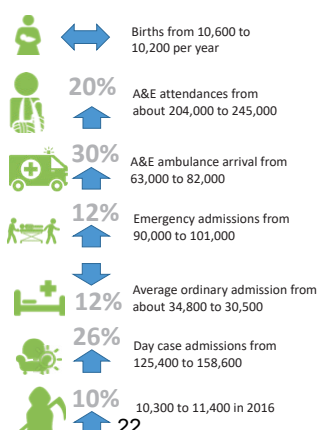 Births from 10,600 to
10,200 per year
20%
A&E attendances from
about 204,000 to 245,000
30%
A&E ambulance arrival from
63,000 to 82,000
12%
Emergency admissions from
90,000 to 101,000
12%
Average ordinary admission from
about 34,800 to 30,500
26%
Day case admissions from
125,400 to 158,600
10%
10,300 to 11,400 in 2016
22